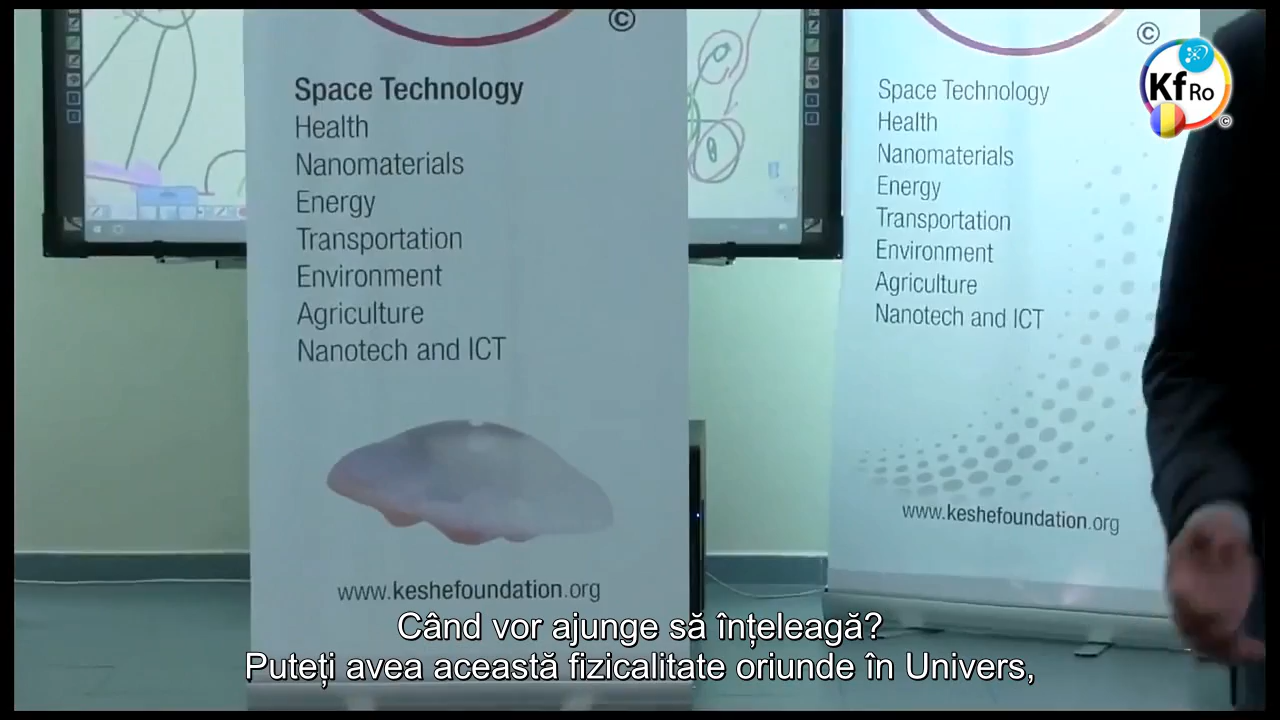 ©
Space Technology
Health
Nanomaterials
Energy
Transportation
Environment
Agriculture
Nanotech and ICT
www.keshefoundation.org
©
Space Technology
Health
Nanomaterials
Energy
Transportation
Environment
Agriculture
Nanotech and ICT
www.keshefoundation.org
Kf Ro
©
Când vor ajunge să înțeleagă?
Puteți avea această fizicalitate oriunde în Univers,